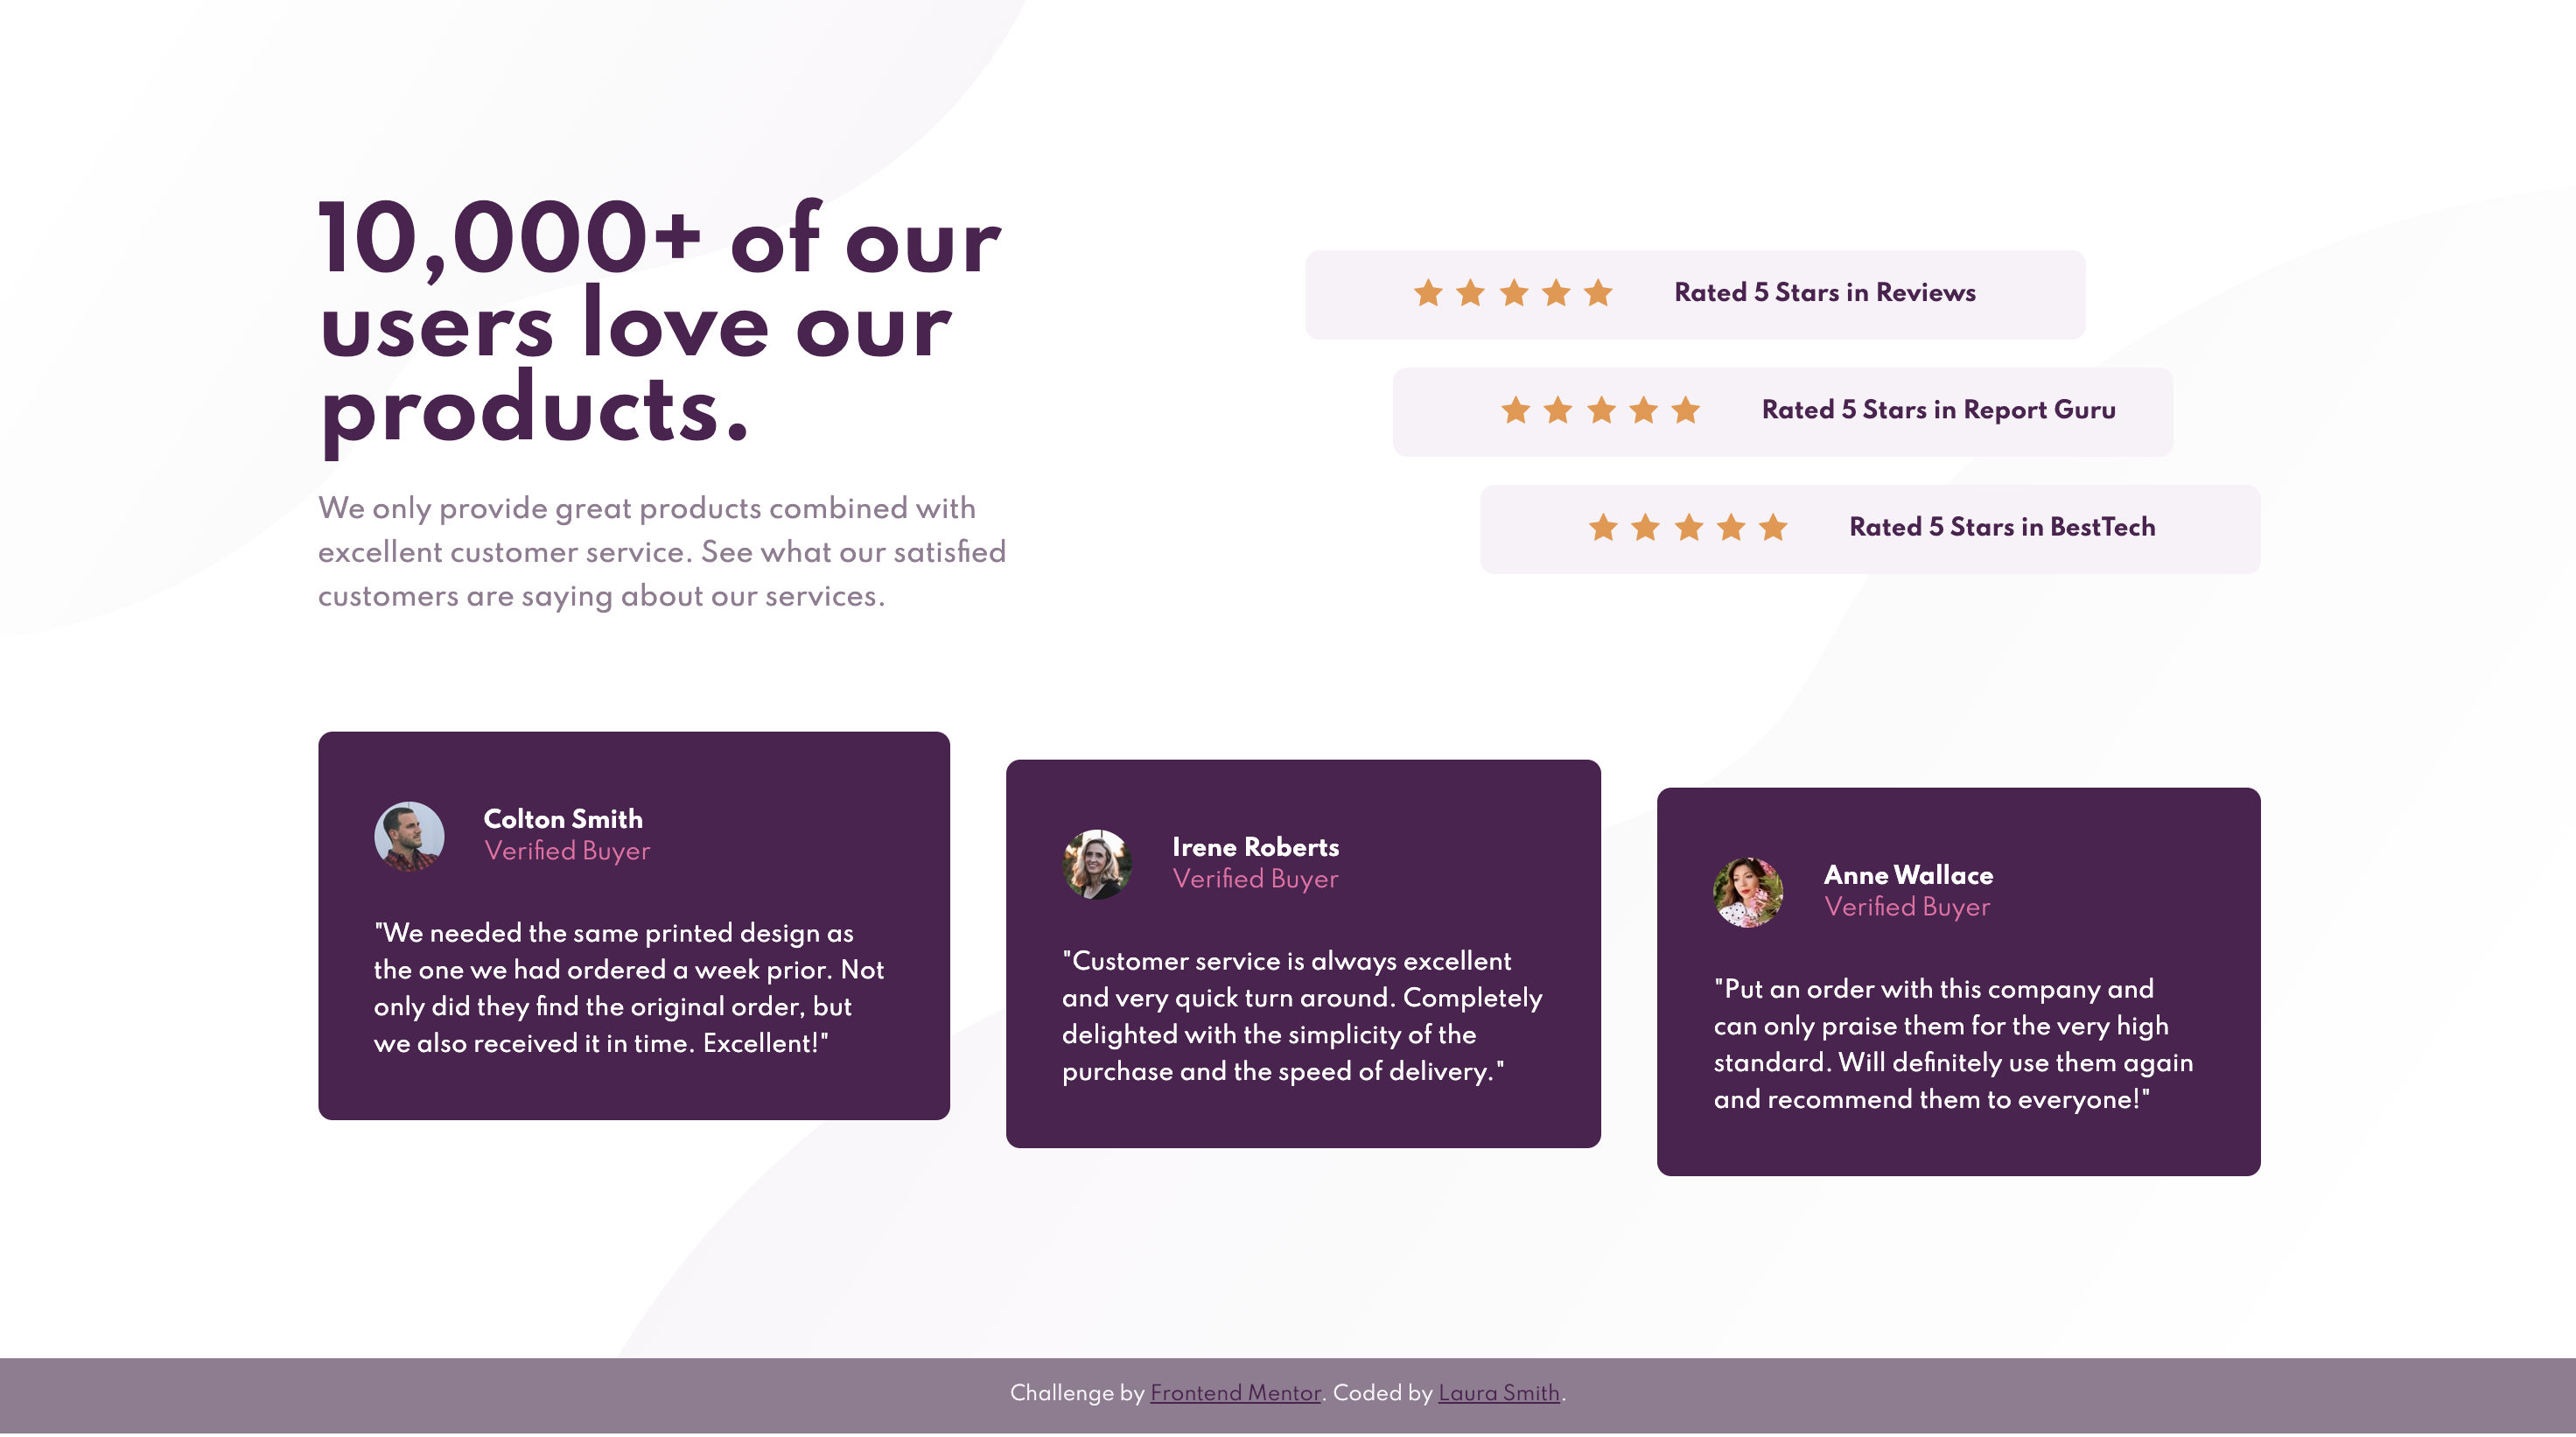 10,000+ of our
users love our
products.
We only provide great products combined with
excellent customer service. See what our satisfied
customers are saying about our services.
Rated 5 Stars in Reviews
Rated 5 Stars in Report Guru
Rated 5 Stars in BestTech
Colton Smith
Verified Buyer
"We needed the same printed design as
the one we had ordered a week prior. Not
only did they find the original order, but
we also received it in time. Excellent!"
Irene Roberts
Verified Buyer
"Customer service is always excellent
and very quick turn around. Completely
delighted with the simplicity of the
purchase and the speed of delivery."
Anne Wallace
Verified Buyer
"Put an order with this company and
can only praise them for the very high
standard. Will definitely use them again
and recommend them to everyone!"
Challenge by Frontend Mentor. Coded by Laura Smith.